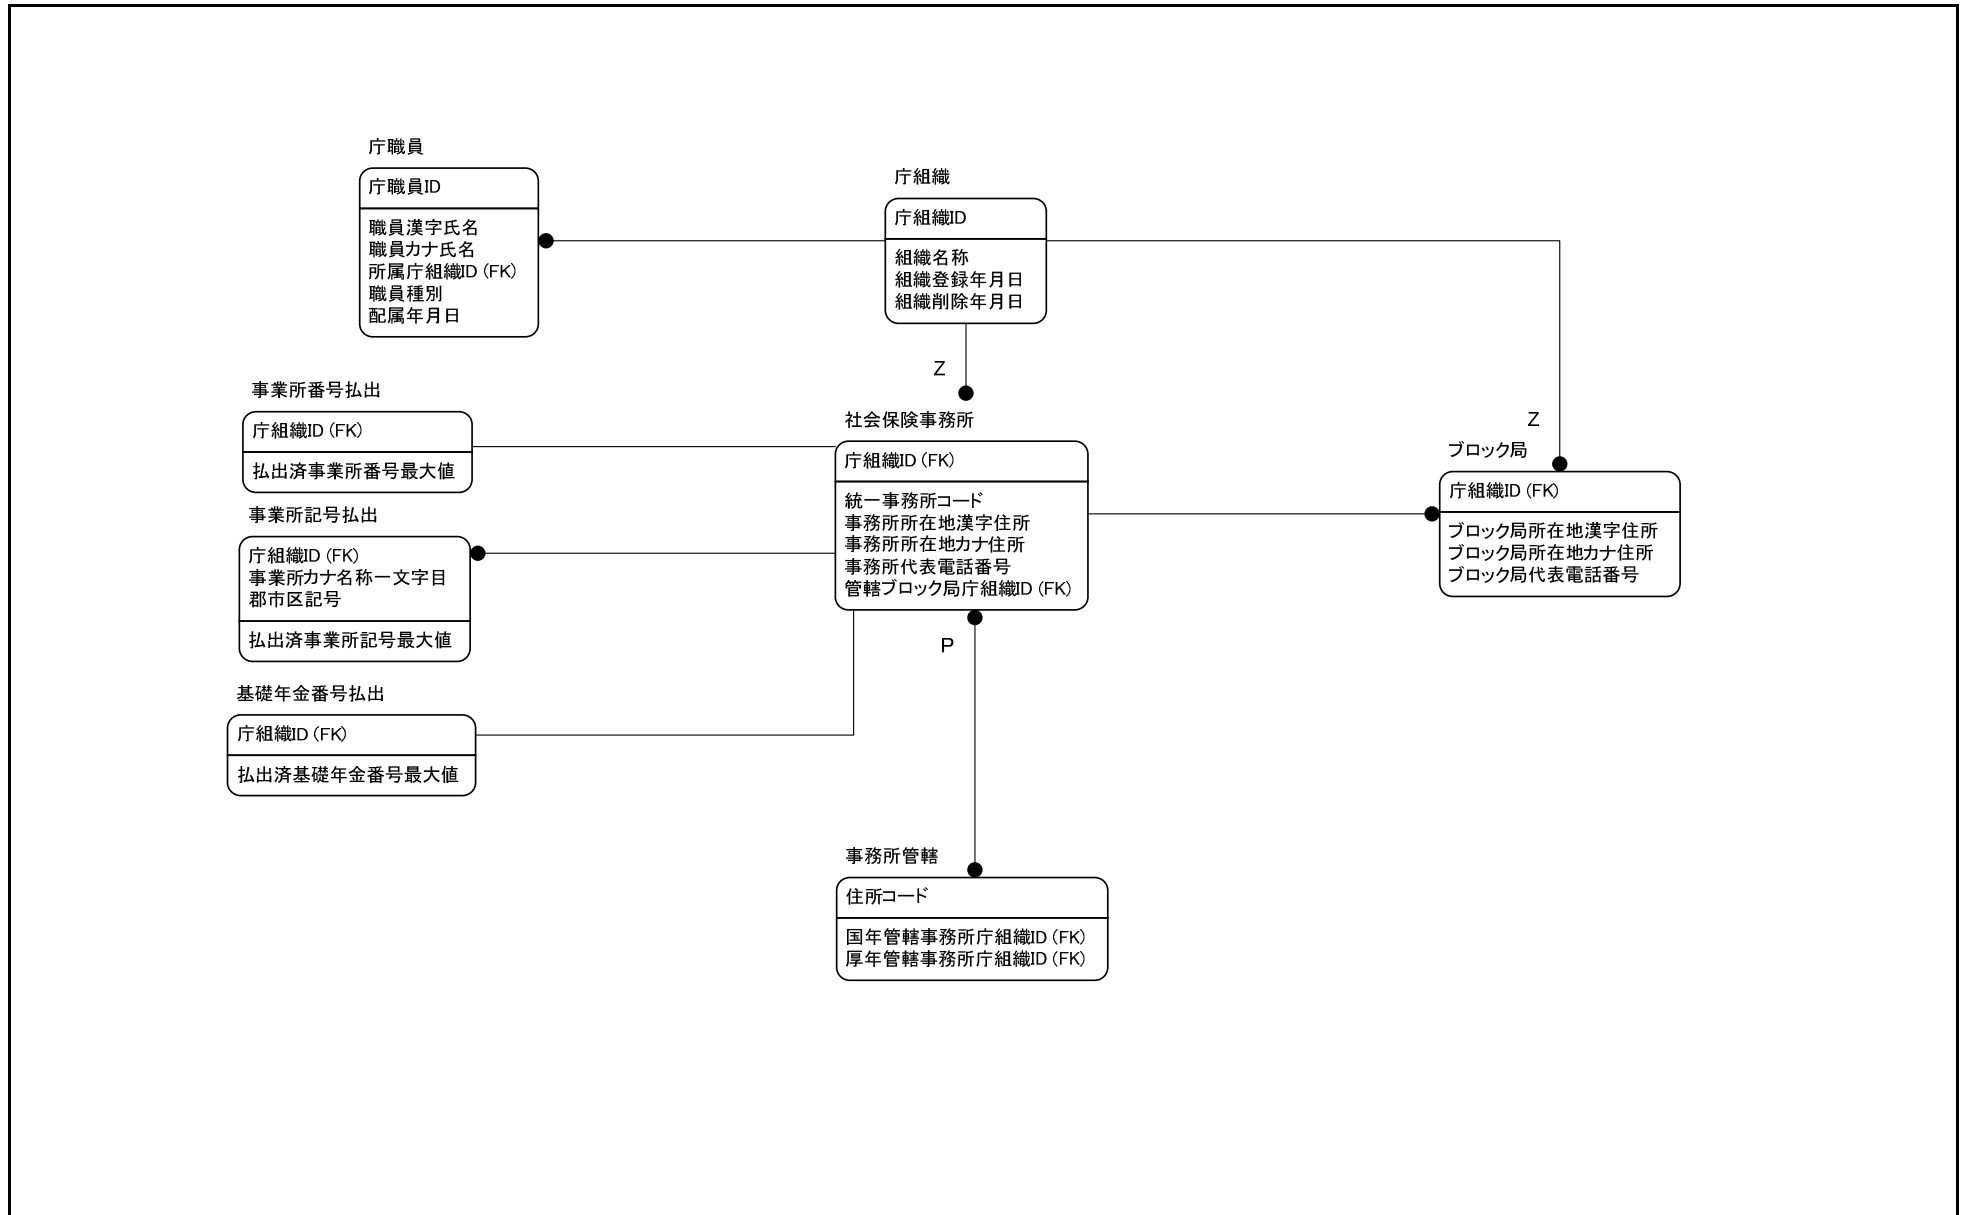 庁職員
庁職員ID
職員漢字氏名
職員カナ氏名
所属庁組織ID (FK)
職員種別
配属年月日
庁組織
庁組織ID
組織名称
組織登録年月日
組織削除年月日
Z
事業所番号払出
庁組織ID (FK)
払出済事業所番号最大値
社会保険事務所
庁組織ID (FK)
統一事務所コード
事務所所在地漢字住所
事務所所在地カナ住所
事務所代表電話番号
管轄ブロック局庁組織ID (FK)
Z
ブロック局
庁組織ID (FK)
ブロック局所在地漢字住所
ブロック局所在地カナ住所
ブロック局代表電話番号
事業所記号払出
庁組織ID (FK)
事業所カナ名称一文字目
郡市区記号
払出済事業所記号最大値
P
基礎年金番号払出
庁組織ID (FK)
払出済基礎年金番号最大値
事務所管轄
住所コード
国年管轄事務所庁組織ID (FK)
厚年管轄事務所庁組織ID (FK)